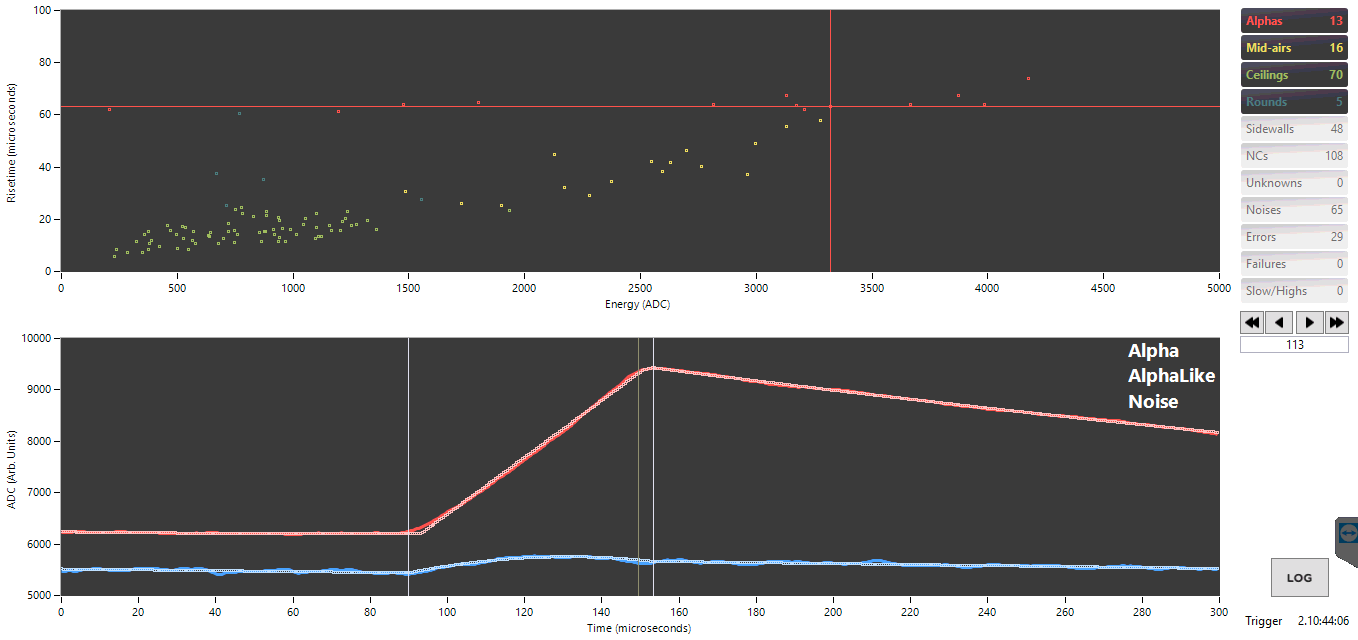 100
80
60
40
20
0
Risetime (microseconds)
0 500 1000 1500 2000 2500 3000 3500 4000 4500 5000
Energy (ADC)
Alphas 13
Mid-airs 16
Ceilings 70
Rounds 5
Sidewalls 48
NCs 108
Unknowns 0
Noises 65
Errors 29
Failures 0
Slow/Highs 0
113
10000
9000
8000
7000
6000
5000
ADC (Arb. Units)
Alpha
AlphaLike
Noise
0 20 40 60 80 100 120 140 160 180 200 220 240 260 280 300
Time (microseconds)
LOG
Trigger 2.10:44:06